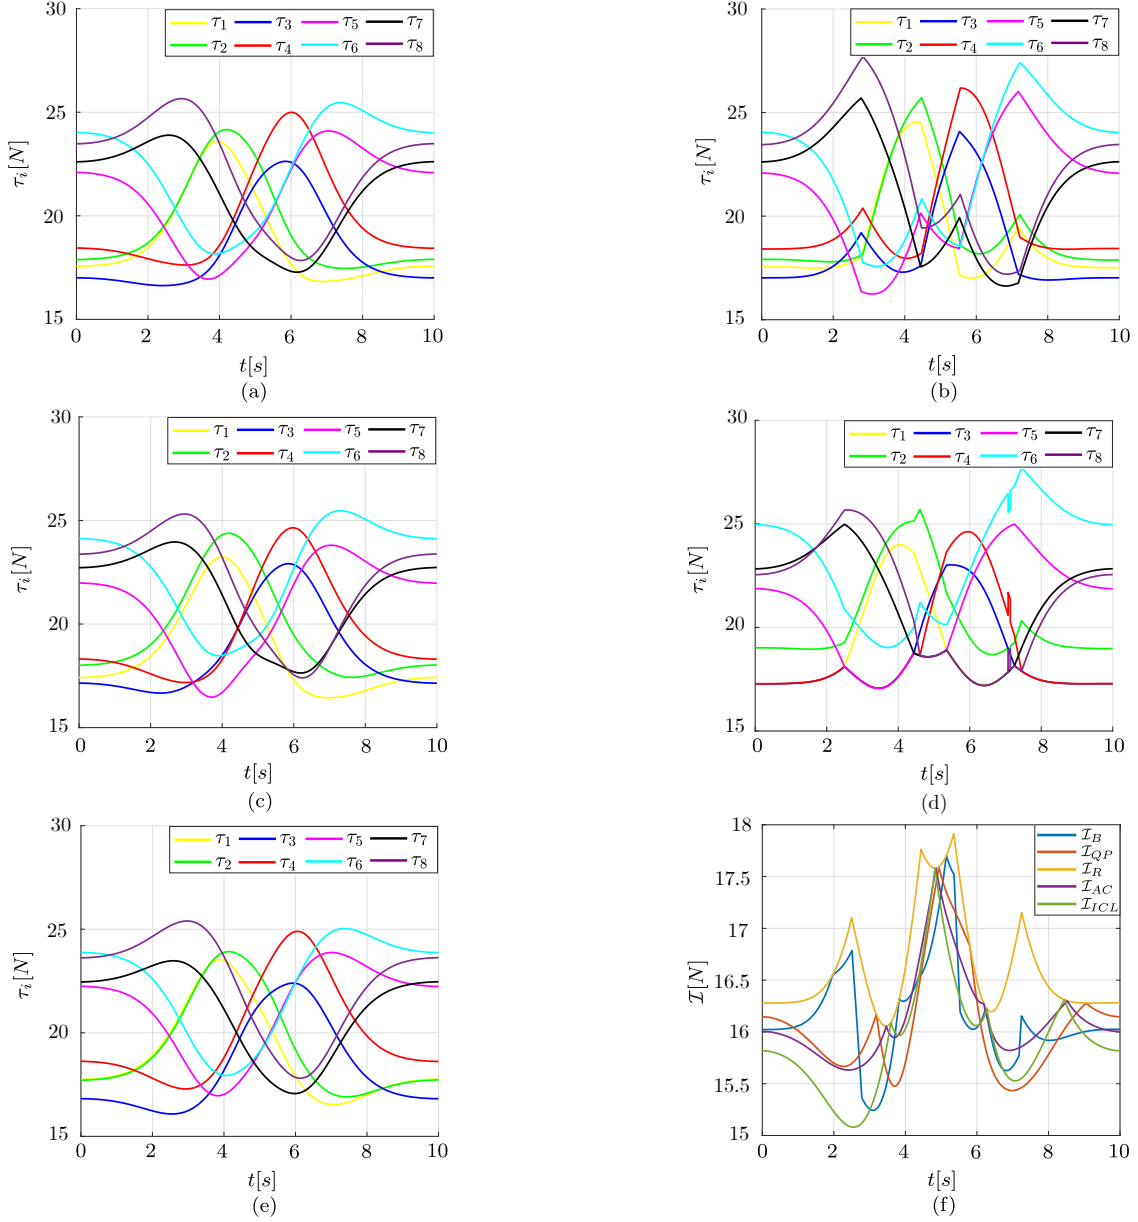 30
25
20
15
τ₁ τ₃ τ₅ τ₇
τ₂ τ₄ τ₆ τ₈
τᵢ[N]
0 2 4 6 8 10
t[s]
(a)
30
25
20
15
τ₁ τ₃ τ₅ τ₇
τ₂ τ₄ τ₆ τ₈
τᵢ[N]
0 2 4 6 8 10
t[s]
(b)
30
25
20
15
τ₁ τ₃ τ₅ τ₇
τ₂ τ₄ τ₆ τ₈
τᵢ[N]
0 2 4 6 8 10
t[s]
(c)
30
25
20
15
τ₁ τ₃ τ₅ τ₇
τ₂ τ₄ τ₆ τ₈
τᵢ[N]
0 2 4 6 8 10
t[s]
(d)
30
25
20
15
τ₁ τ₃ τ₅ τ₇
τ₂ τ₄ τ₆ τ₈
τᵢ[N]
0 2 4 6 8 10
t[s]
(e)
18
17.5
17
16.5
16
15.5
15
ℐ_B
ℐ_QP
ℐ_R
ℐ_AC
ℐ_ICL
ℐ[N]
0 2 4 6 8 10
t[s]
(f)